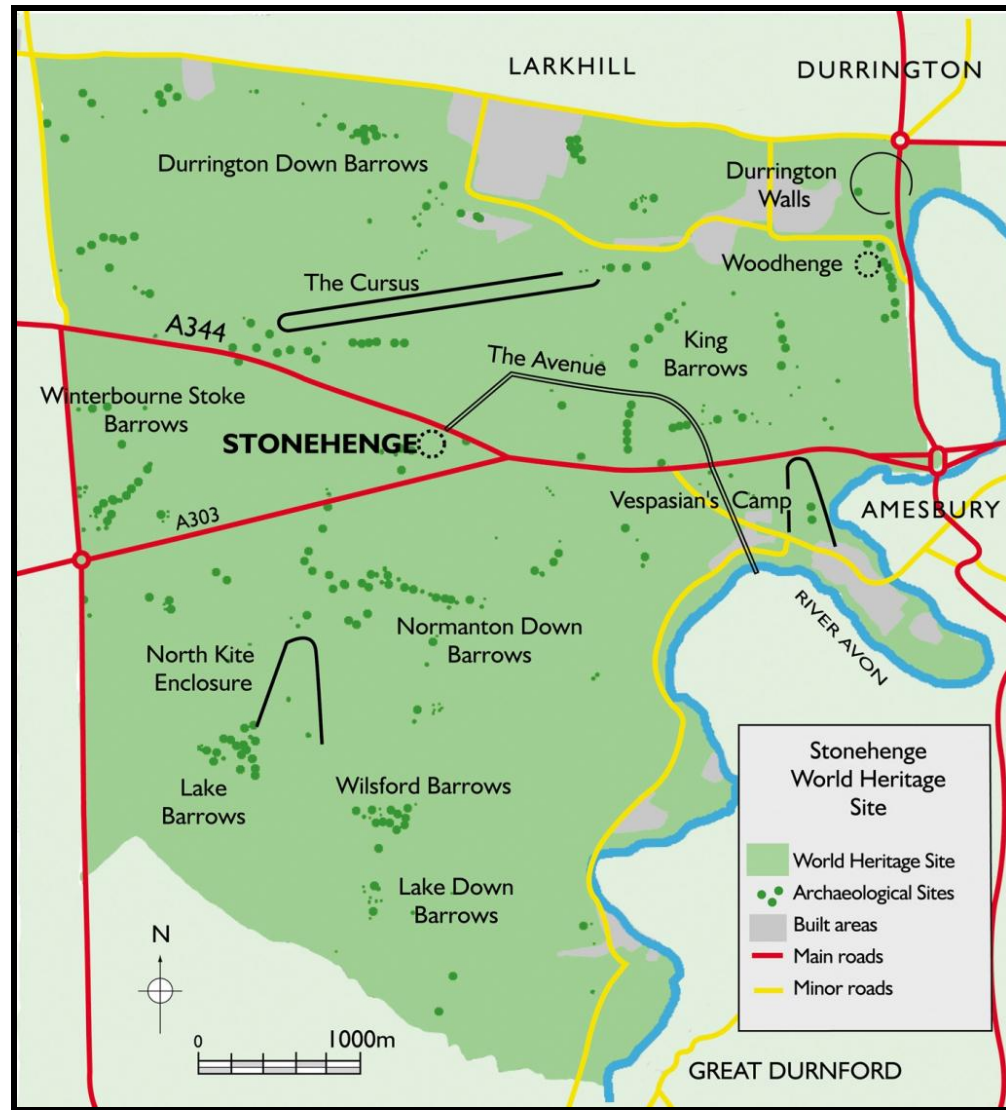 LARKHILL
DURRINGTON
Durrington Down Barrows
Durrington
Walls
Woodhenge
The Cursus
A344
The Avenue
King
Barrows
Winterbourne Stoke
Barrows
STONEHENGE
A303
Vespasian's Camp
AMESBURY
RIVER AVON
Normanton Down
Barrows
North Kite
Enclosure
Lake
Barrows
Wilsford Barrows
Lake Down
Barrows
Stonehenge
World Heritage
Site
World Heritage Site
Archaeological Sites
Built areas
Main roads
Minor roads
N
0 1000m
GREAT DURNFORD